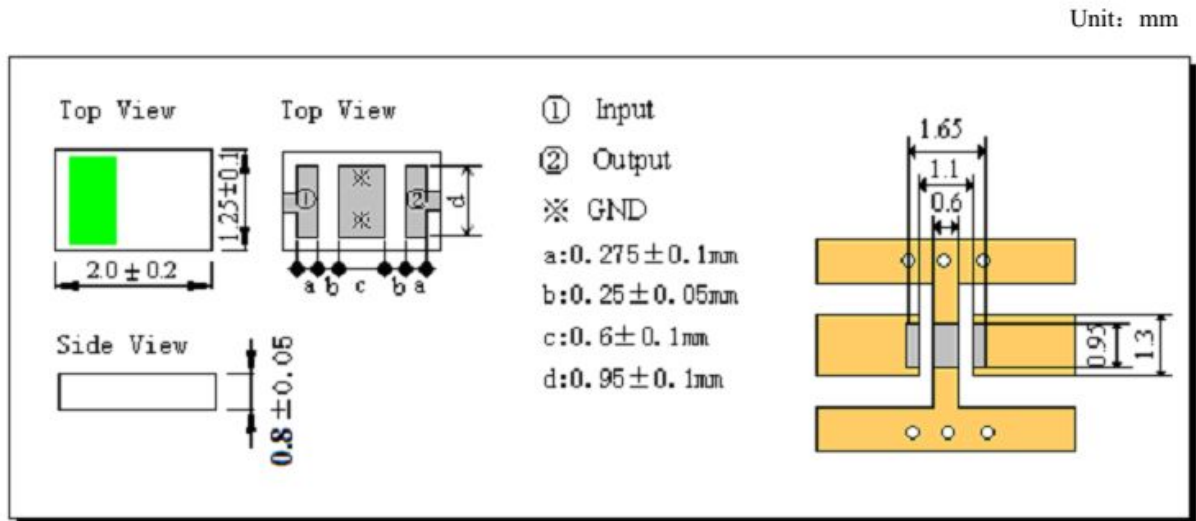 Unit： mm
Top View
1.25±0.1
2.0±0.2
Top View
① ※ ※ ②
d
a b c b a
Side View
0.8±0.05
① Input
② Output
※ GND
a:0.275±0.1mm
b:0.25±0.05mm
c:0.6±0.1mm
d:0.95±0.1mm
1.65
1.1
0.6
0.95
1.3